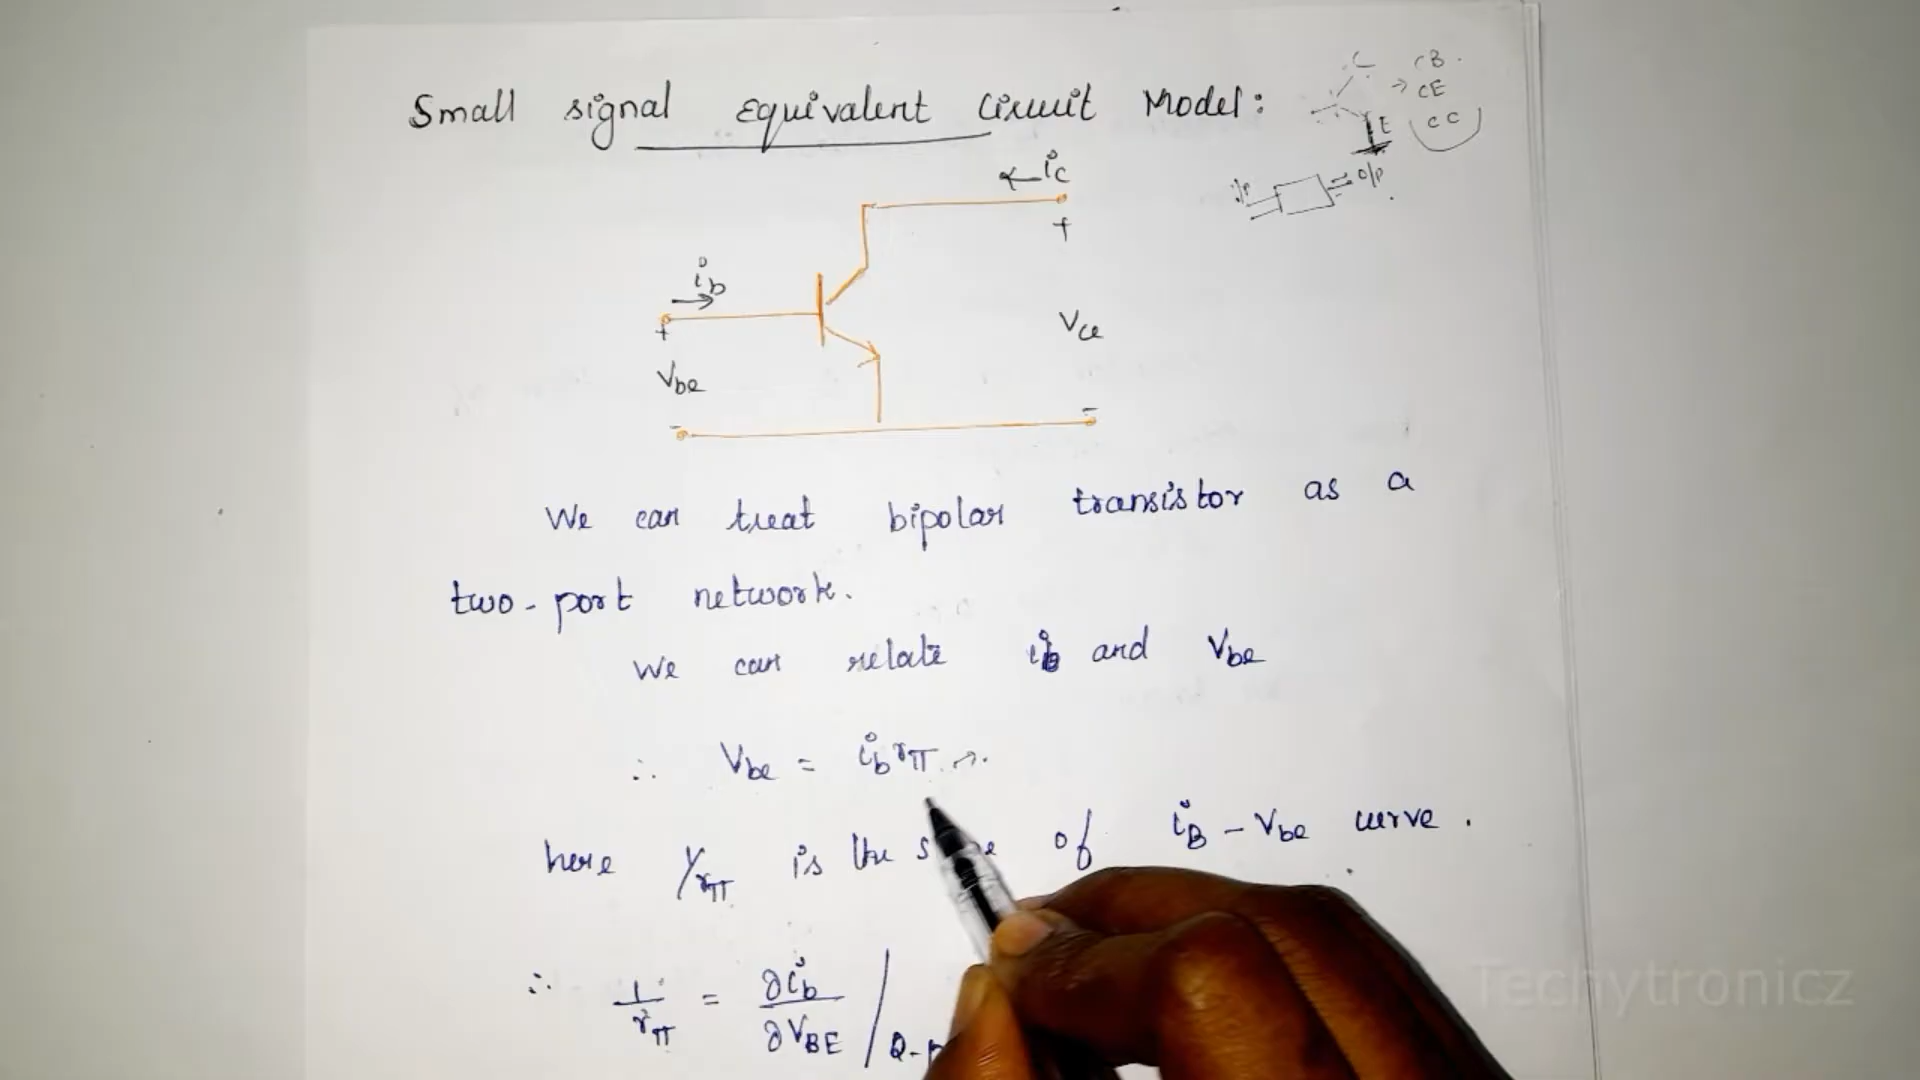 Small signal equivalent circuit Model:
C
E
CB
→ CE
CC
i/p
o/p
← ic
+
ib
→
+
Vbe
Vce
-
-
We can treat bipolar transistor as a
two-port network.
We can relate ib and Vbe
∴ Vbe = ib rπ →.
here 1/rπ is the of iB - Vbe curve.
∴ 1/rπ = ∂ib/∂VBE /
Techytronicz